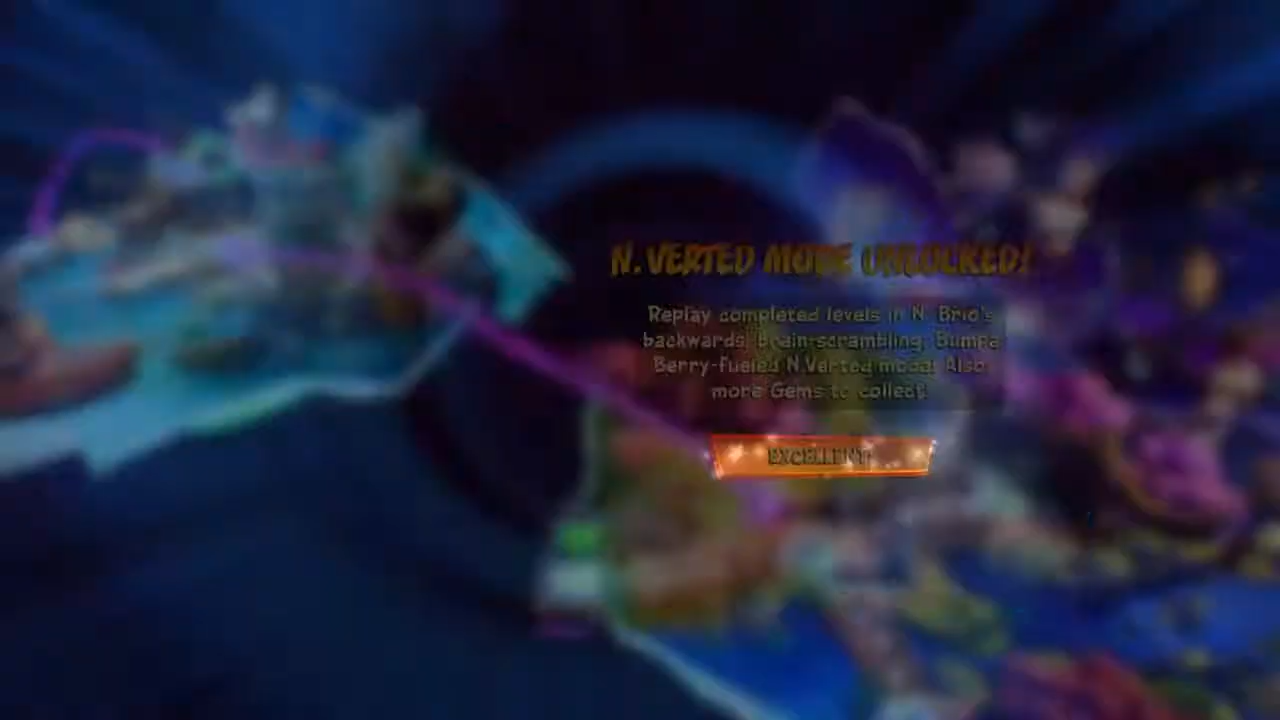 N. VERTED MODE UNLOCKED!
Replay completed levels in N. Brio's
backwards, brain-scrambling, Bumpa
Berry-fueled N.Verted mode! Also
more Gems to collect!
EXCELLENT!